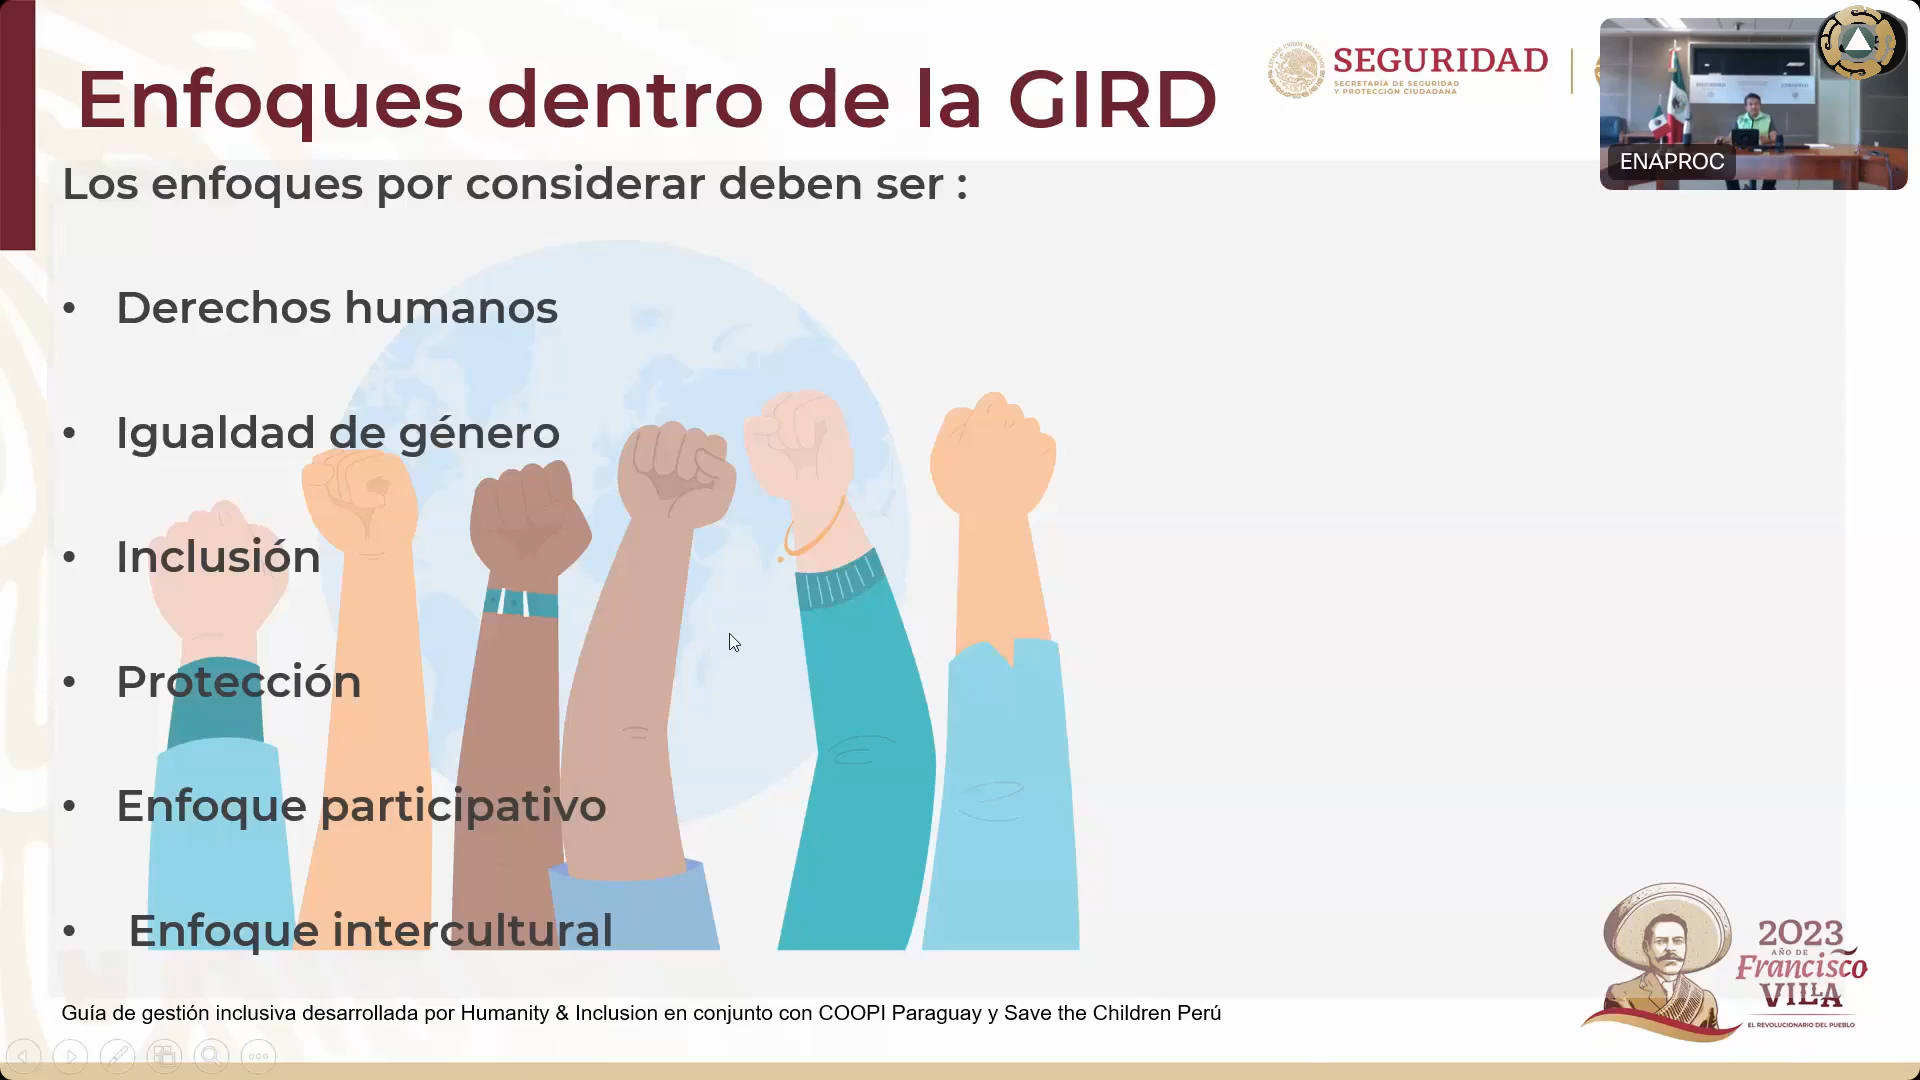 Enfoques dentro de la GIRD
SEGURIDAD
SECRETARÍA DE SEGURIDAD
Y PROTECCIÓN CIUDADANA
ENAPROC
Los enfoques por considerar deben ser :
• Derechos humanos
• Igualdad de género
• Inclusión
• Protección
• Enfoque participativo
• Enfoque intercultural
2023
AÑO DE
Francisco
VILLA
EL REVOLUCIONARIO DEL PUEBLO
Guía de gestión inclusiva desarrollada por Humanity & Inclusion en conjunto con COOPI Paraguay y Save the Children Perú